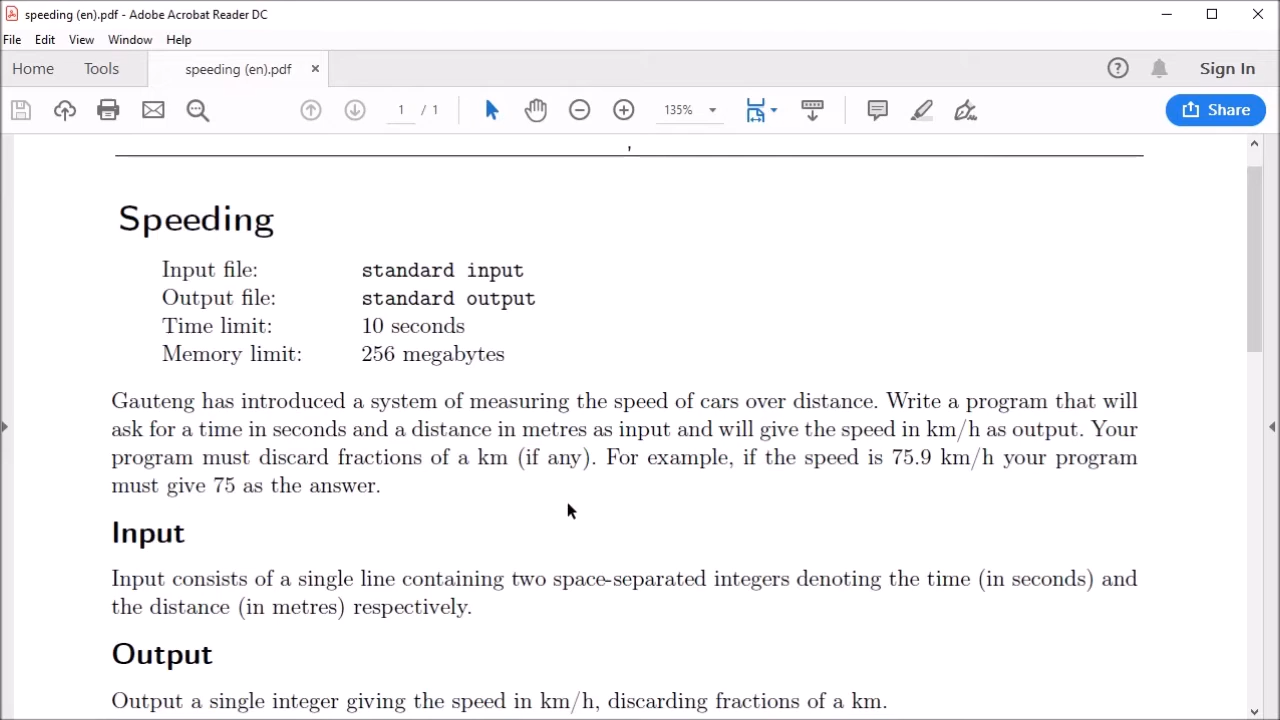 speeding (en).pdf - Adobe Acrobat Reader DC
File Edit View Window Help
Home Tools speeding (en).pdf × Sign In
1 / 1 135% Share
Speeding
Input file: standard input
Output file: standard output
Time limit: 10 seconds
Memory limit: 256 megabytes
Gauteng has introduced a system of measuring the speed of cars over distance. Write a program that will
ask for a time in seconds and a distance in metres as input and will give the speed in km/h as output. Your
program must discard fractions of a km (if any). For example, if the speed is 75.9 km/h your program
must give 75 as the answer.
Input
Input consists of a single line containing two space-separated integers denoting the time (in seconds) and
the distance (in metres) respectively.
Output
Output a single integer giving the speed in km/h, discarding fractions of a km.